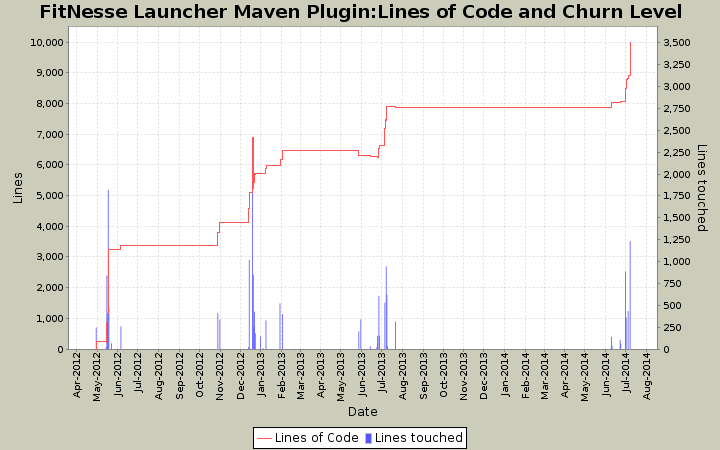 FitNesse Launcher Maven Plugin:Lines of Code and Churn Level
10,000
9,000
8,000
7,000
6,000
5,000
4,000
3,000
2,000
1,000
0
Lines
3,500
3,250
3,000
2,750
2,500
2,250
2,000
1,750
1,500
1,250
1,000
750
500
250
0
Lines touched
Apr-2012
May-2012
Jun-2012
Jul-2012
Aug-2012
Sep-2012
Oct-2012
Nov-2012
Dec-2012
Jan-2013
Feb-2013
Mar-2013
Apr-2013
May-2013
Jun-2013
Jul-2013
Aug-2013
Sep-2013
Oct-2013
Nov-2013
Dec-2013
Jan-2014
Feb-2014
Mar-2014
Apr-2014
May-2014
Jun-2014
Jul-2014
Aug-2014
Date
Lines of Code
Lines touched